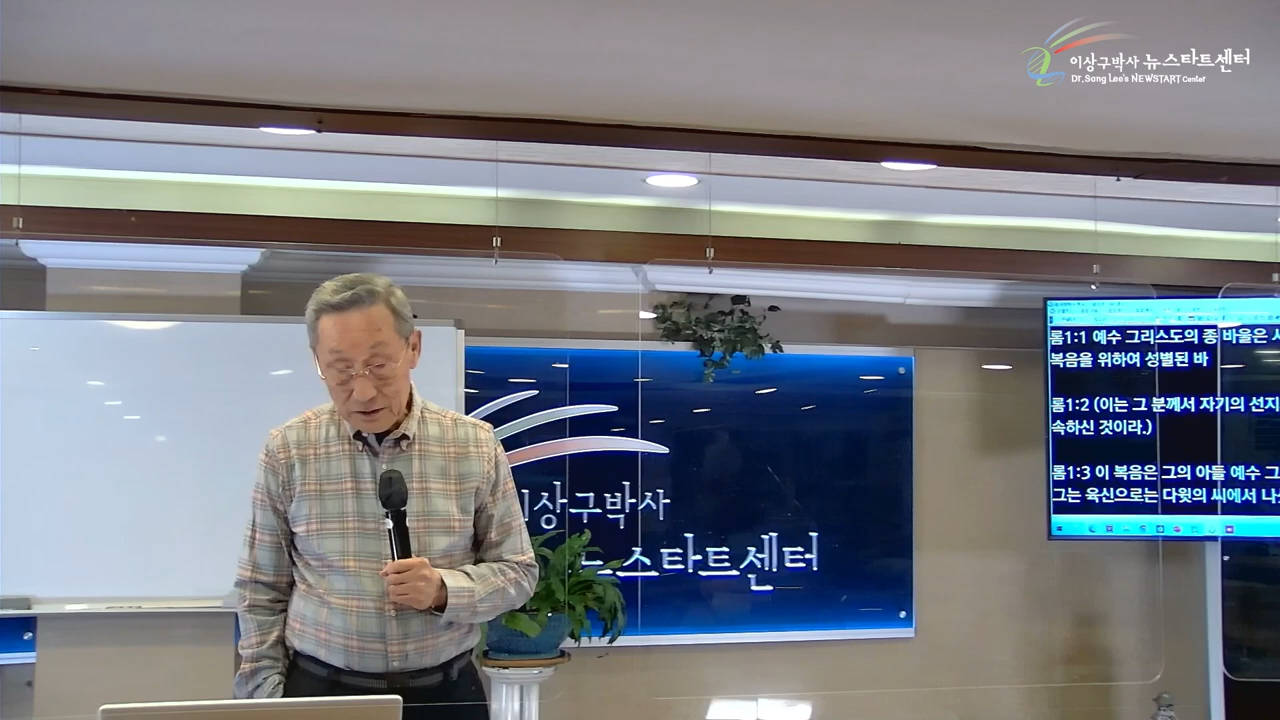 이상구박사 뉴스타트센터
Dr. Sang Lee's NEWSTART Center
롬1:1 예수 그리스도의 종 바울은
복음을 위하여 성별된 바
롬1:2 (이는 그 분께서 자기의 선지
속하신 것이라.)
롬1:3 이 복음은 그의 아들 예수 그
그는 육신으로는 다윗의 씨에서 나
이상구박사
뉴스타트센터